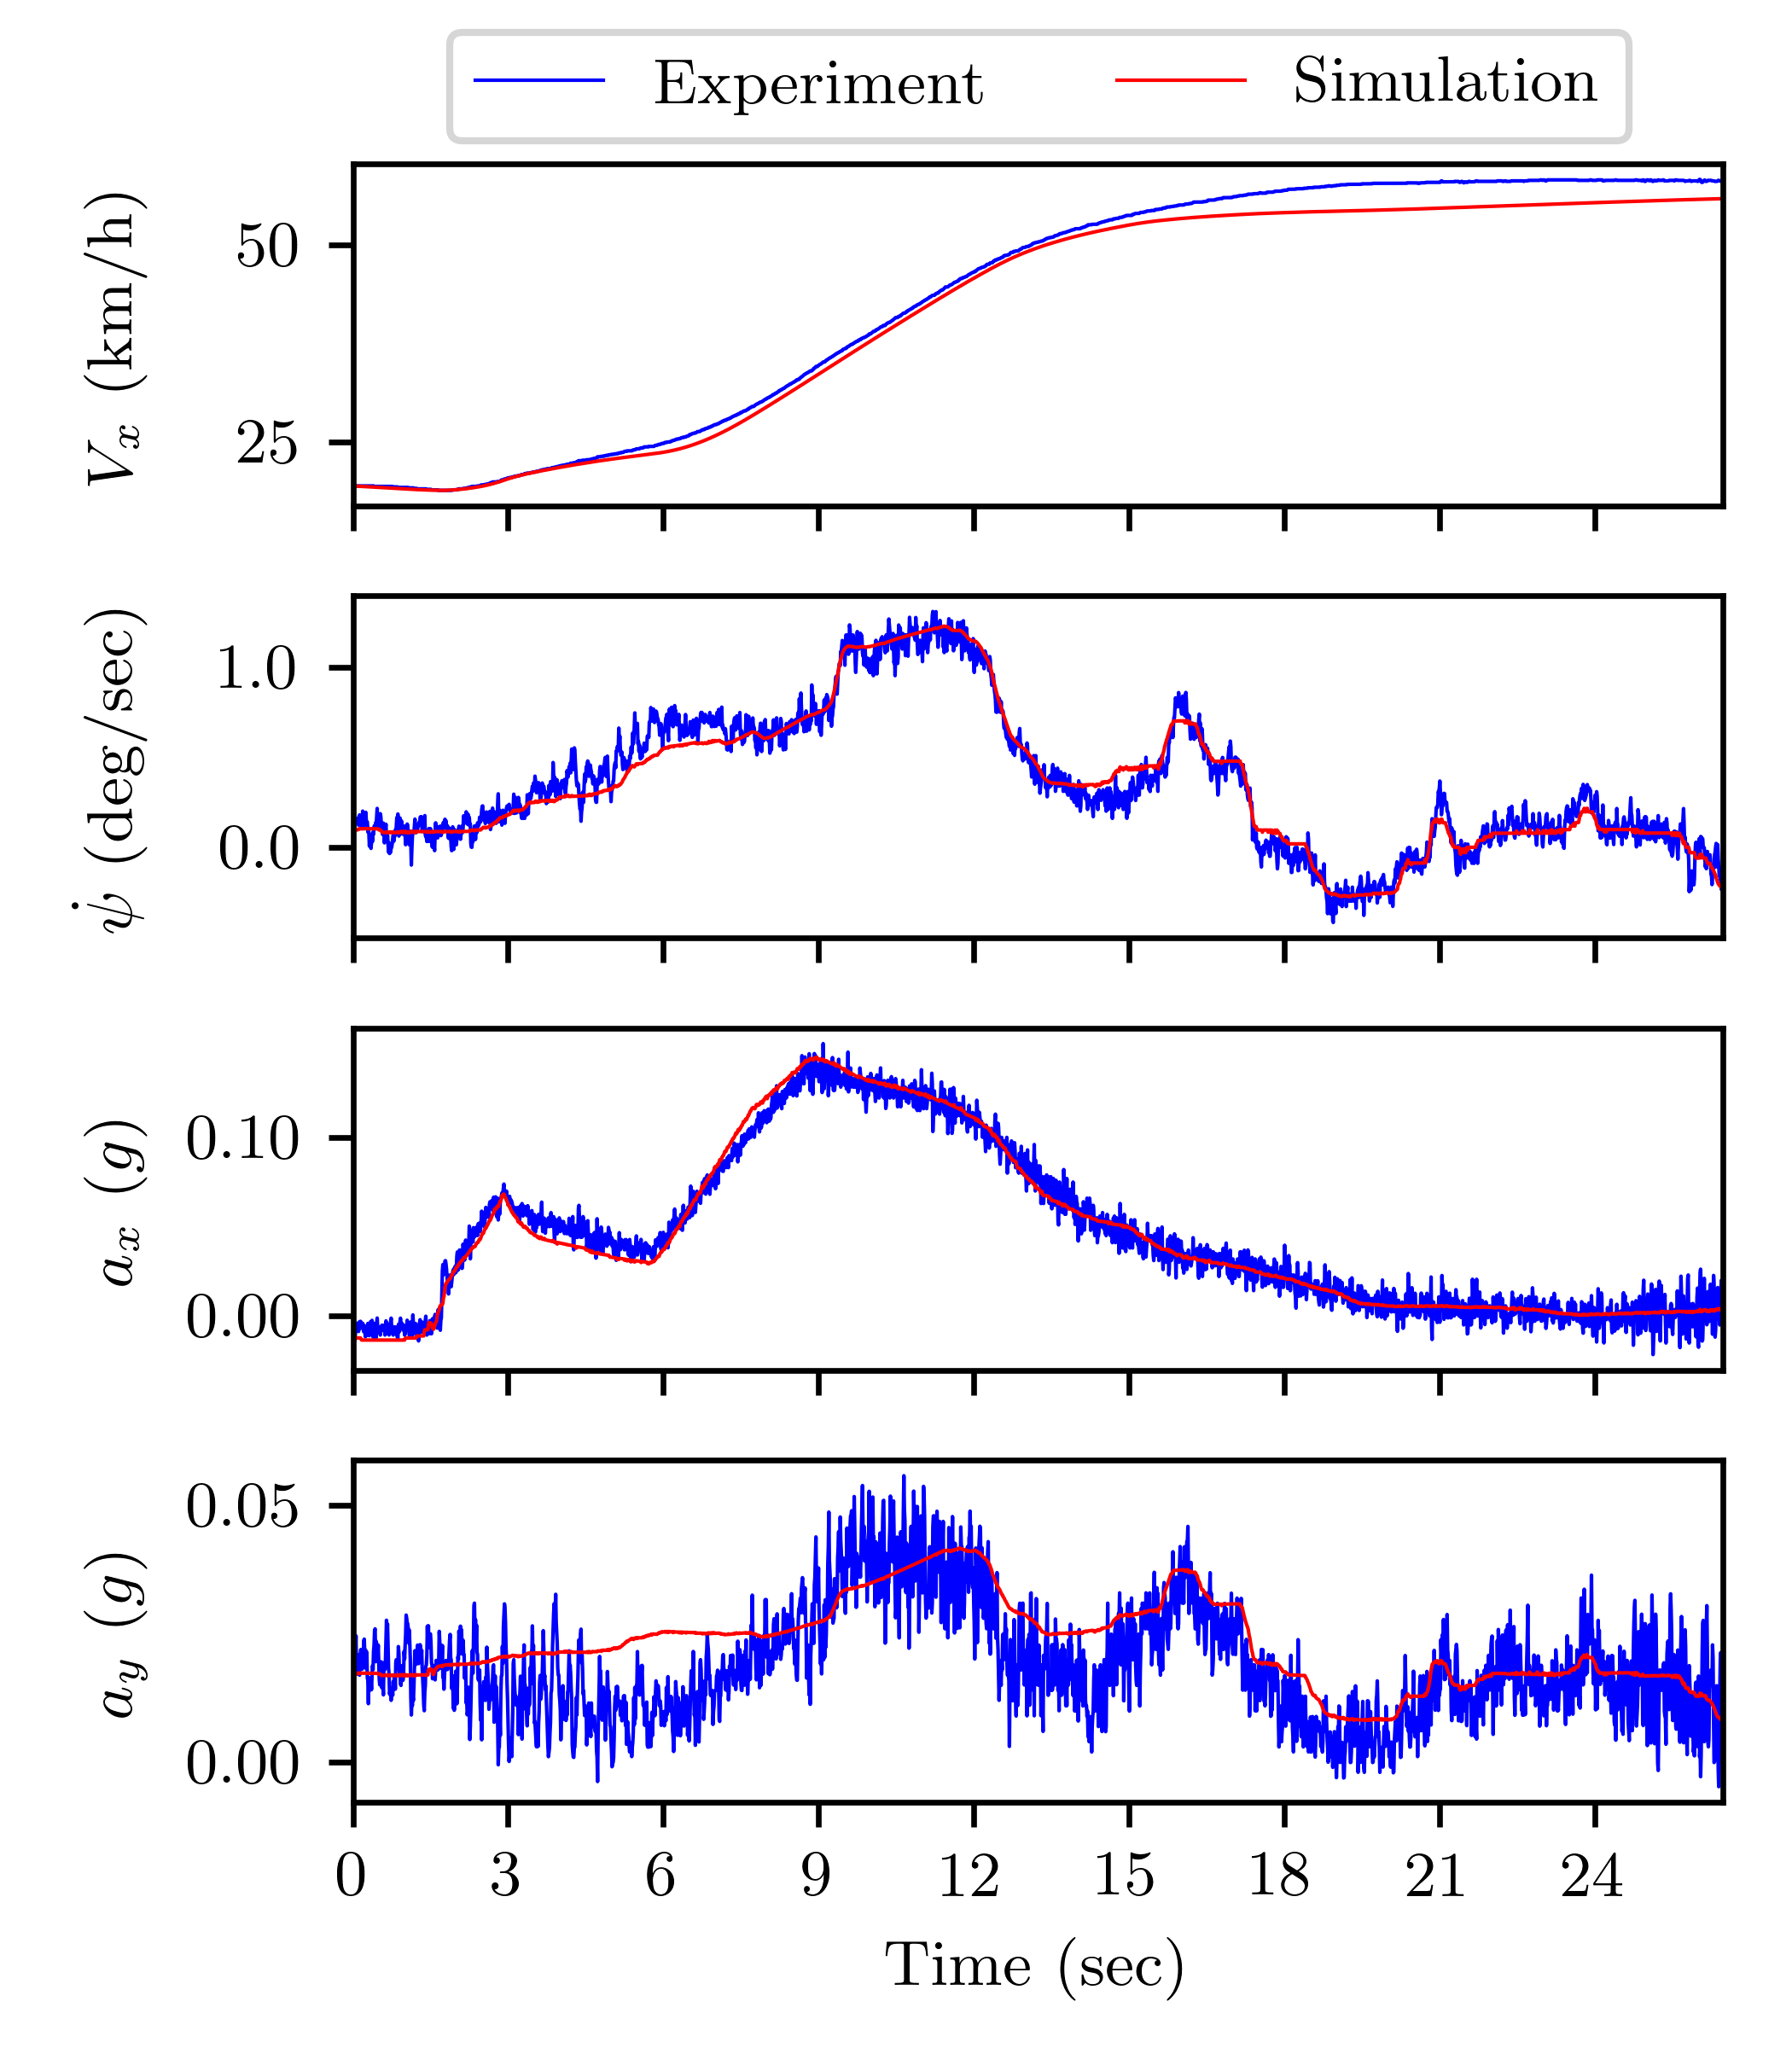 Experiment Simulation
V_x (km/h)
50
25
ψ̇ (deg/sec)
1.0
0.0
a_x (g)
0.10
0.00
a_y (g)
0.05
0.00
0 3 6 9 12 15 18 21 24
Time (sec)